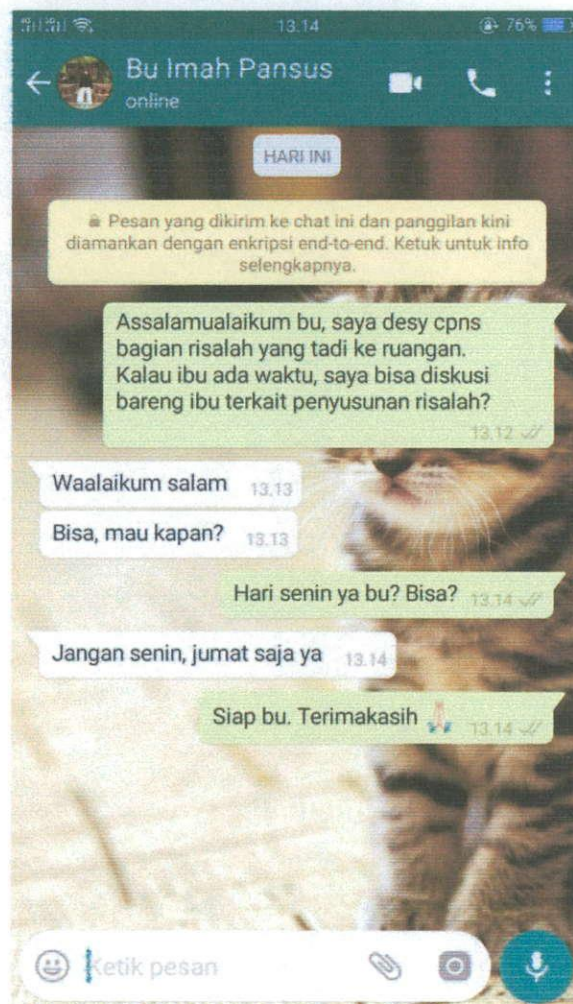 13.14
76%
Bu Imah Pansus
online
HARI INI
Pesan yang dikirim ke chat ini dan panggilan kini
diamankan dengan enkripsi end-to-end. Ketuk untuk info
selengkapnya.
Assalamualaikum bu, saya desy cpns
bagian risalah yang tadi ke ruangan.
Kalau ibu ada waktu, saya bisa diskusi
bareng ibu terkait penyusunan risalah?
13.12
Waalaikum salam 13.13
Bisa, mau kapan? 13.13
Hari senin ya bu? Bisa? 13.14
Jangan senin, jumat saja ya 13.14
Siap bu. Terimakasih 🙏 13.14
Ketik pesan